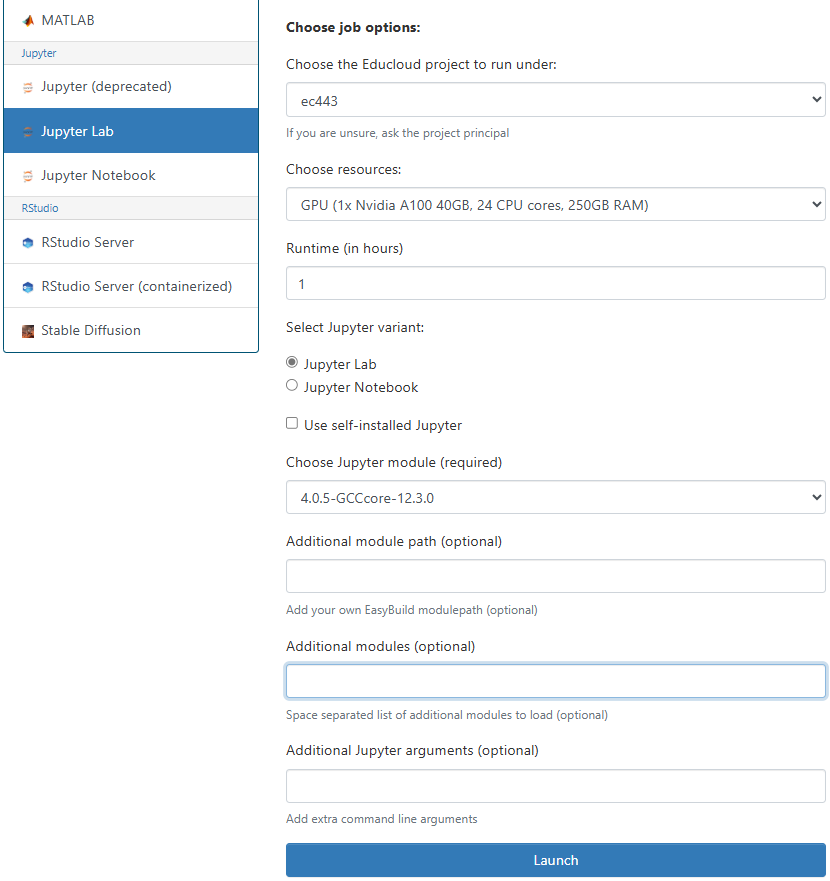 MATLAB
Jupyter
Jupyter (deprecated)
Jupyter Lab
Jupyter Notebook
RStudio
RStudio Server
RStudio Server (containerized)
Stable Diffusion
Choose job options:
Choose the Educloud project to run under:
ec443
If you are unsure, ask the project principal
Choose resources:
GPU (1x Nvidia A100 40GB, 24 CPU cores, 250GB RAM)
Runtime (in hours)
1
Select Jupyter variant:
Jupyter Lab
Jupyter Notebook
Use self-installed Jupyter
Choose Jupyter module (required)
4.0.5-GCCcore-12.3.0
Additional module path (optional)
Add your own EasyBuild modulepath (optional)
Additional modules (optional)
Space separated list of additional modules to load (optional)
Additional Jupyter arguments (optional)
Add extra command line arguments
Launch